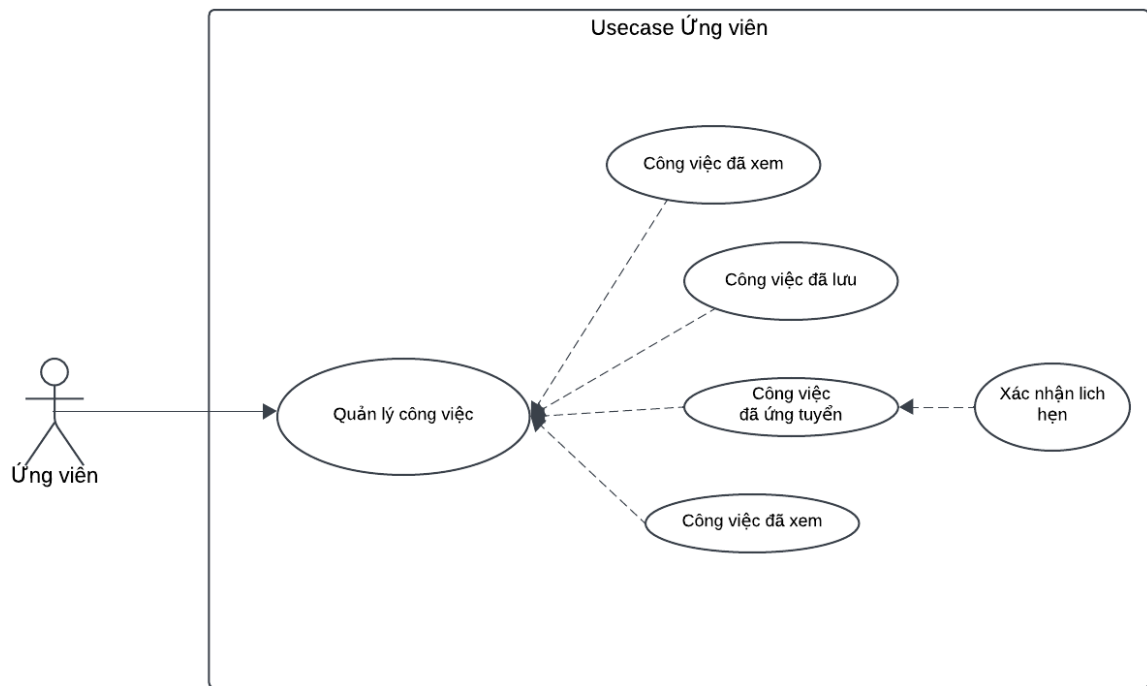 Usecase Ứng viên
Công việc đã xem
Công việc đã lưu
Công việc
đã ứng tuyển
Xác nhận lich
hẹn
Quản lý công việc
Ứng viên
Công việc đã xem